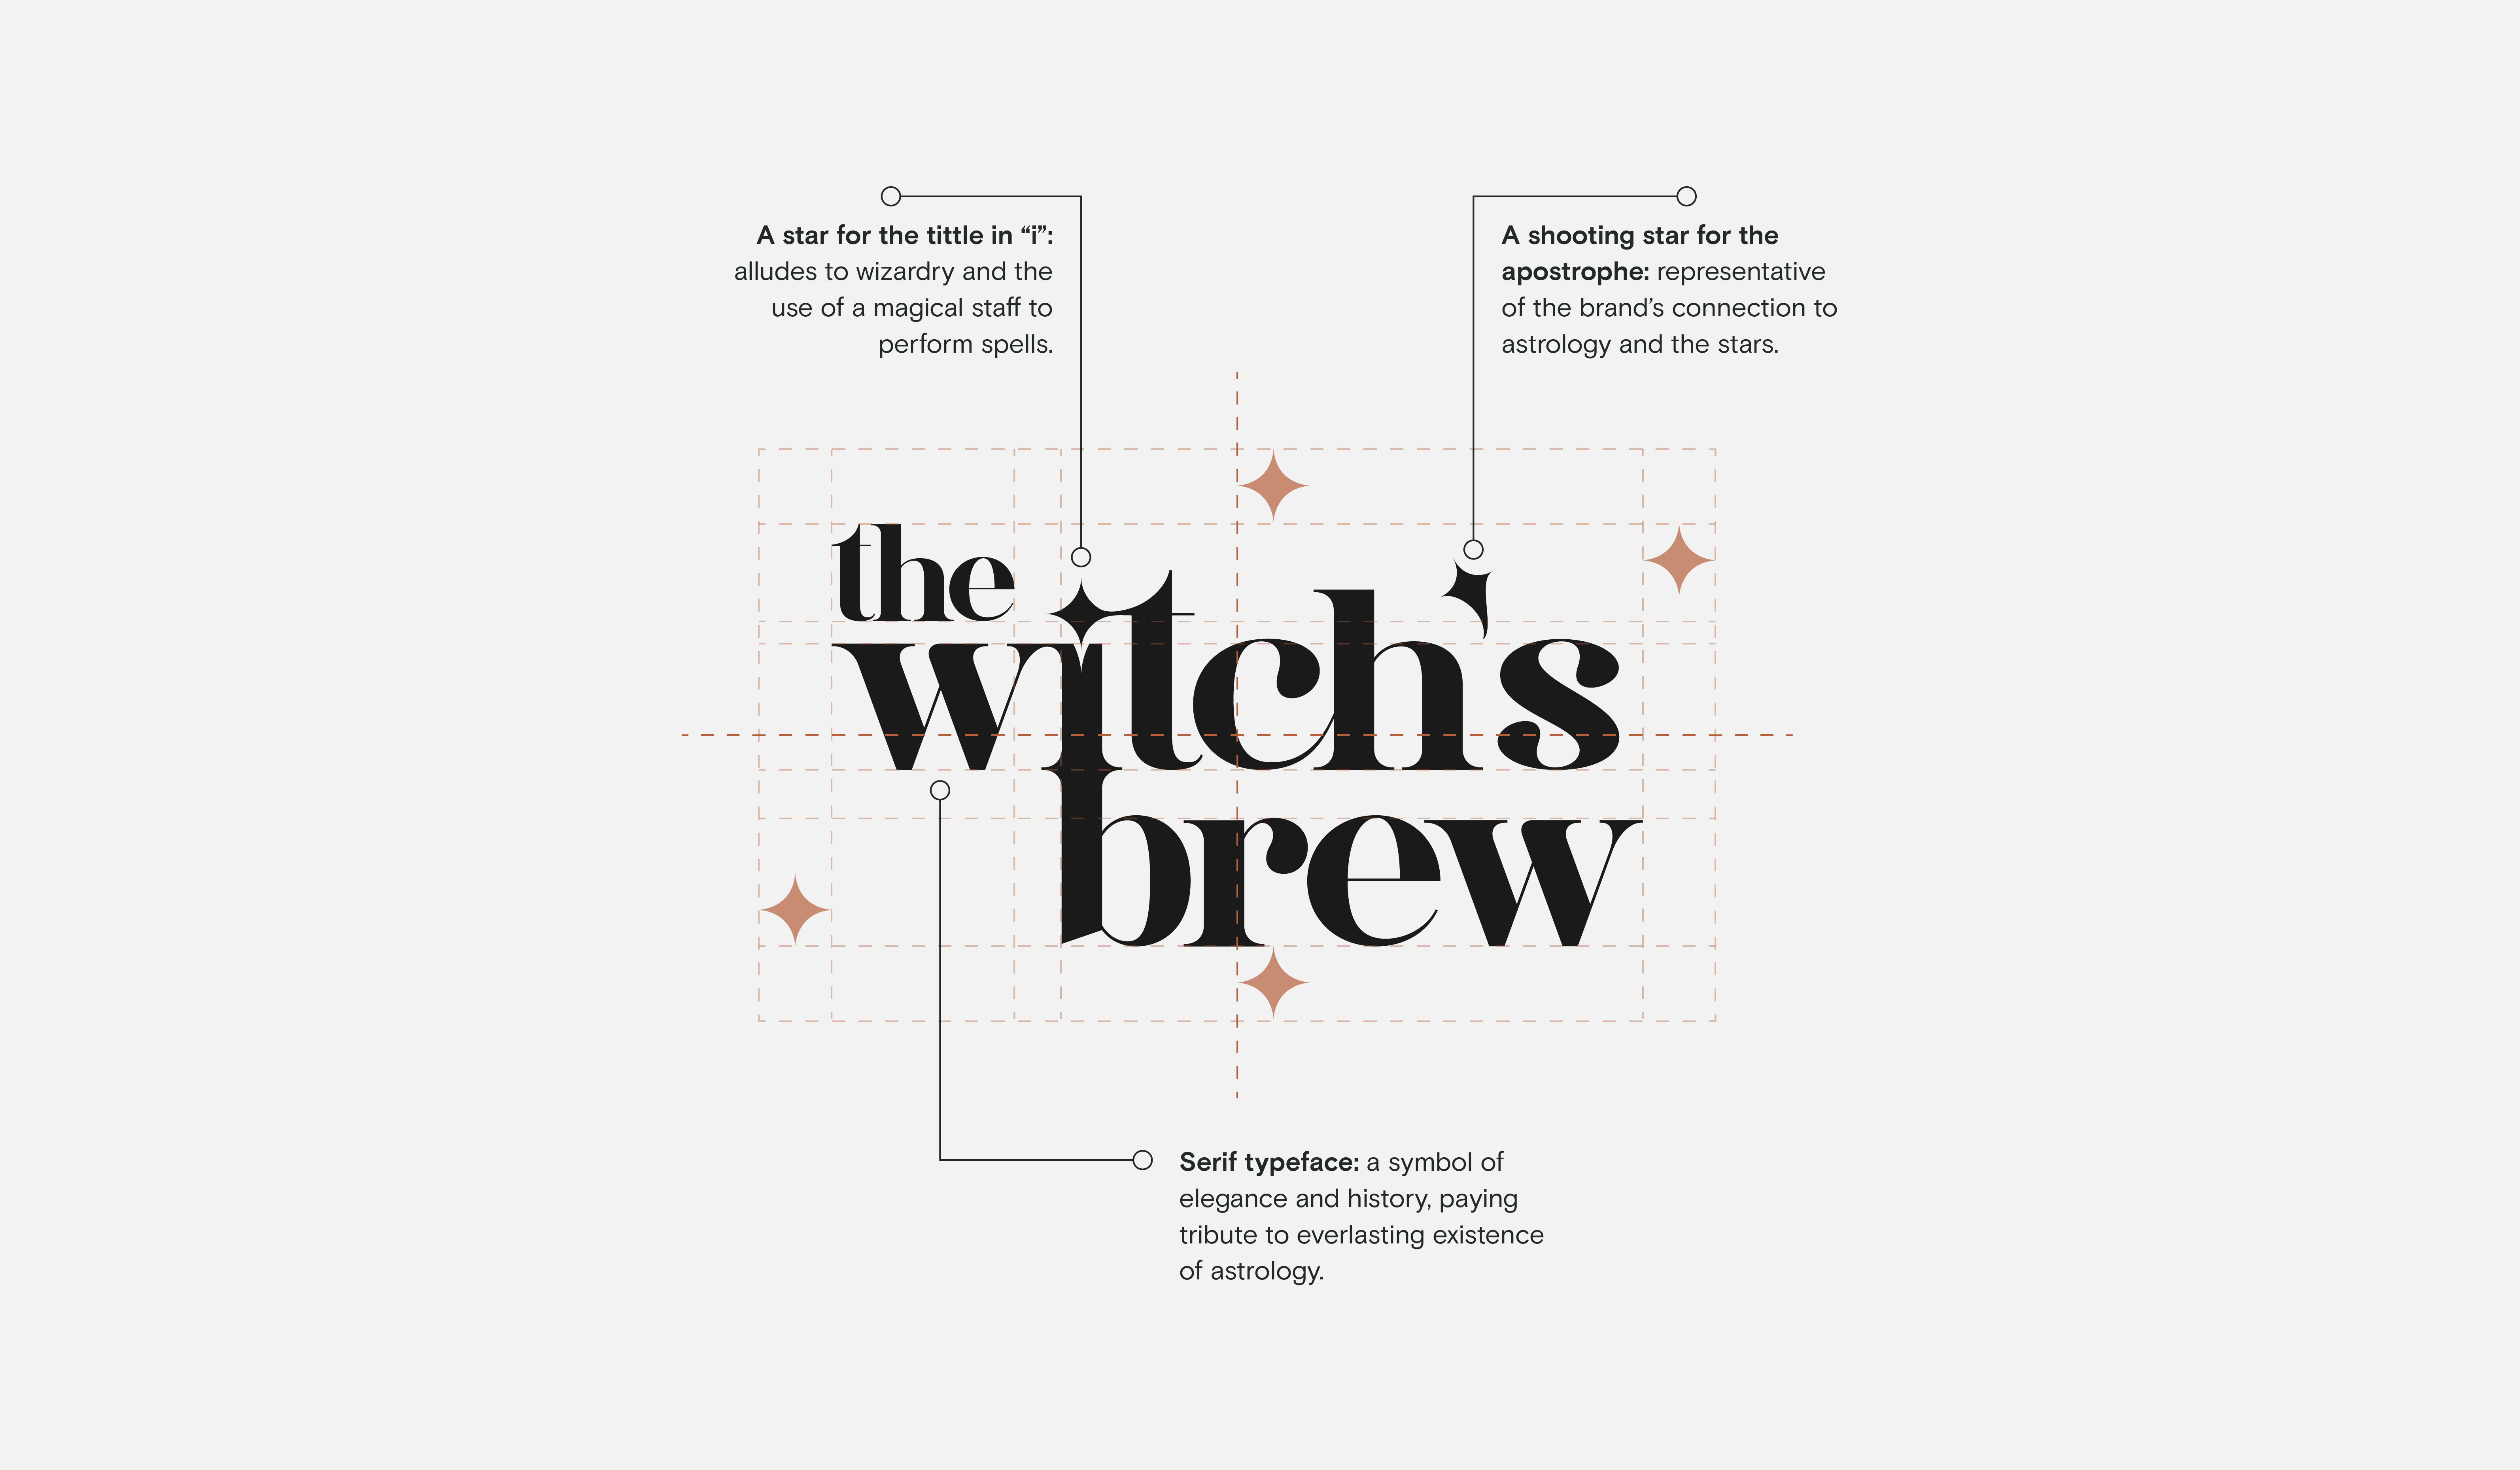 A star for the tittle in “i”:
alludes to wizardry and the
use of a magical staff to
perform spells.
A shooting star for the
apostrophe: representative
of the brand’s connection to
astrology and the stars.
the
witch’s
brew
Serif typeface: a symbol of
elegance and history, paying
tribute to everlasting existence
of astrology.